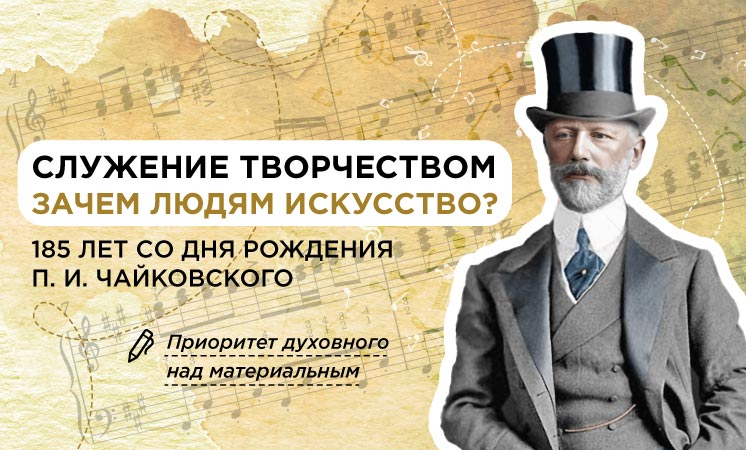 СЛУЖЕНИЕ ТВОРЧЕСТВОМ
ЗАЧЕМ ЛЮДЯМ ИСКУССТВО?
185 ЛЕТ СО ДНЯ РОЖДЕНИЯ
П. И. ЧАЙКОВСКОГО
Приоритет духовного
над материальным